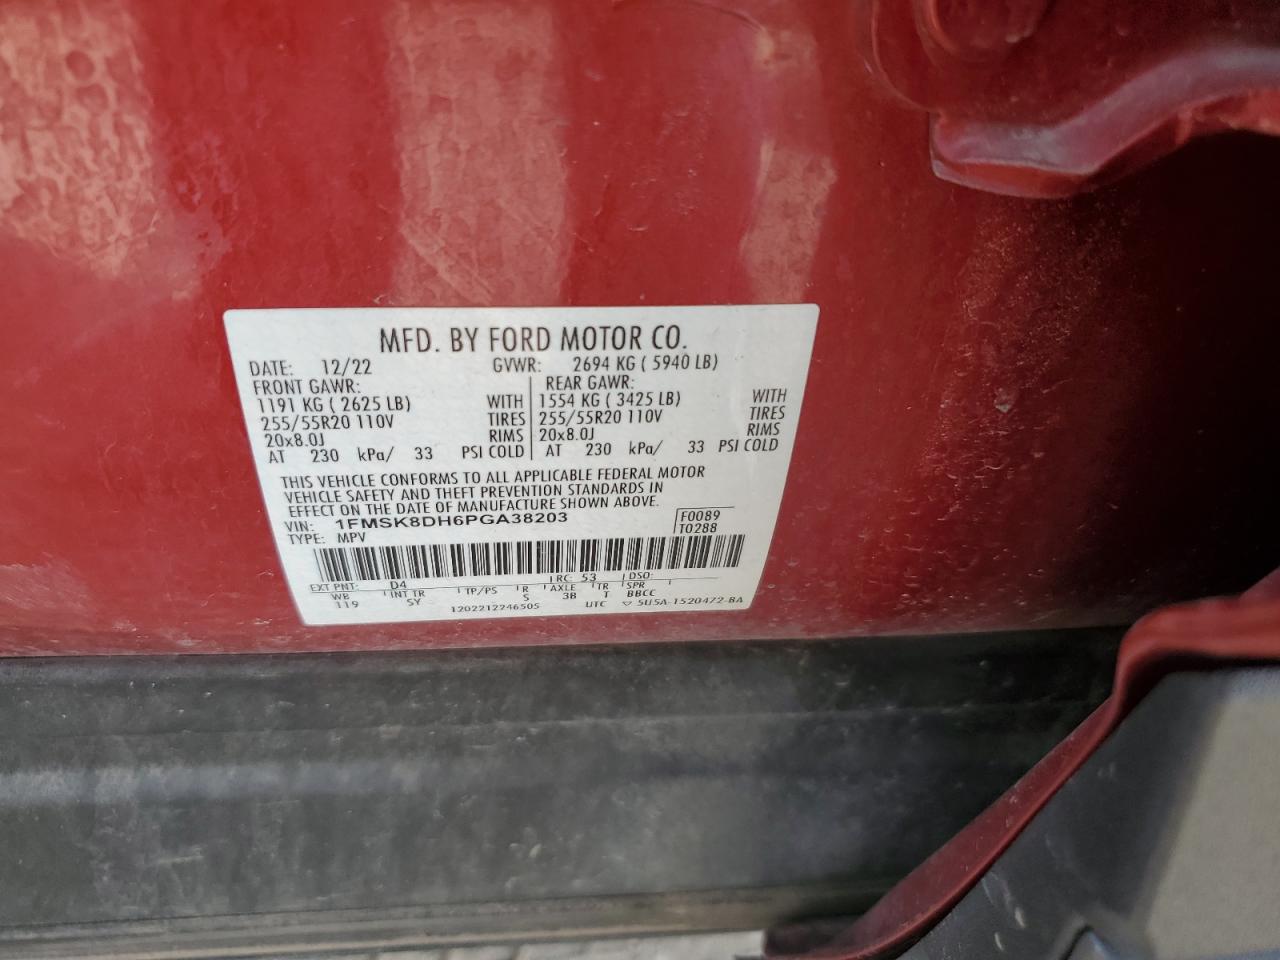 MFD. BY FORD MOTOR CO.
DATE: 12/22 GVWR: 2694 KG ( 5940 LB)
FRONT GAWR: REAR GAWR:
1191 KG ( 2625 LB) WITH 1554 KG ( 3425 LB) WITH
255/55R20 110V TIRES 255/55R20 110V TIRES
20x8.0J RIMS 20x8.0J RIMS
AT 230 kPa/ 33 PSI COLD AT 230 kPa/ 33 PSI COLD
THIS VEHICLE CONFORMS TO ALL APPLICABLE FEDERAL MOTOR
VEHICLE SAFETY AND THEFT PREVENTION STANDARDS IN
EFFECT ON THE DATE OF MANUFACTURE SHOWN ABOVE.
VIN: 1FMSK8DH6PGA38203 F0089
TYPE: MPV T0288
EXT PNT: D4 RC: 53 DSO:
WB INT TR TP/PS R AXLE TR SPR
119 SY S 3B T BBCC
1202212246505 UTC ▽ 5U5A-1520472-BA